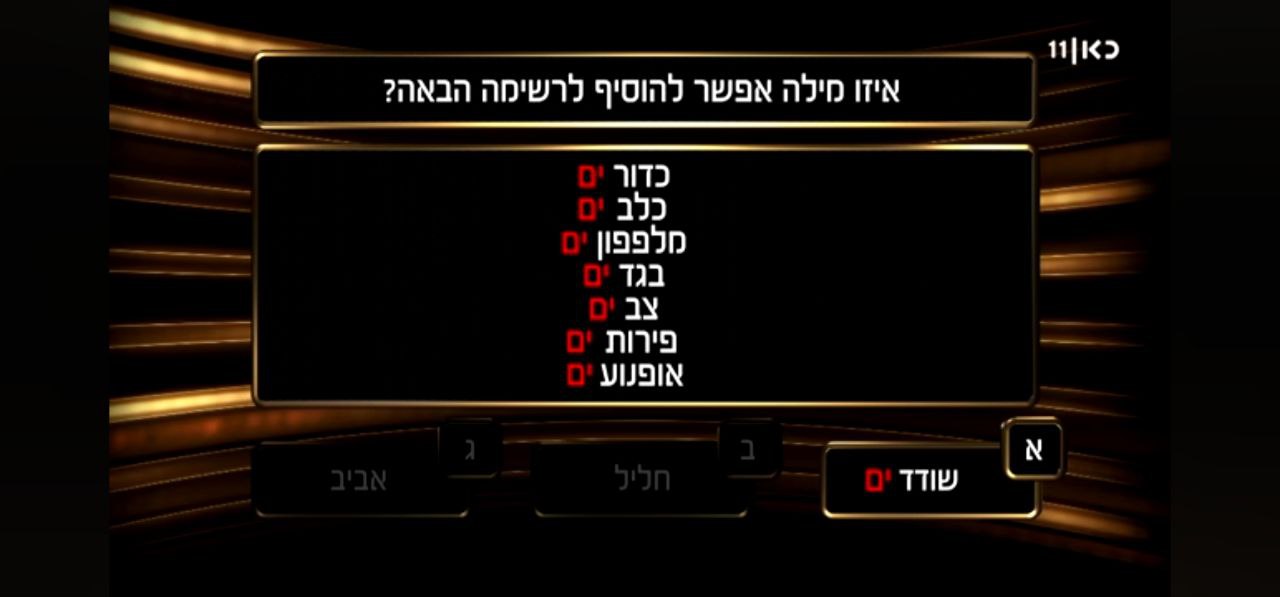 כאן|11
איזו מילה אפשר להוסיף לרשימה הבאה?
כדור ים
כלב ים
מלפפון ים
בגד ים
צב ים
פירות ים
אופנוע ים
א
שודד ים
ב
חליל
ג
אביב